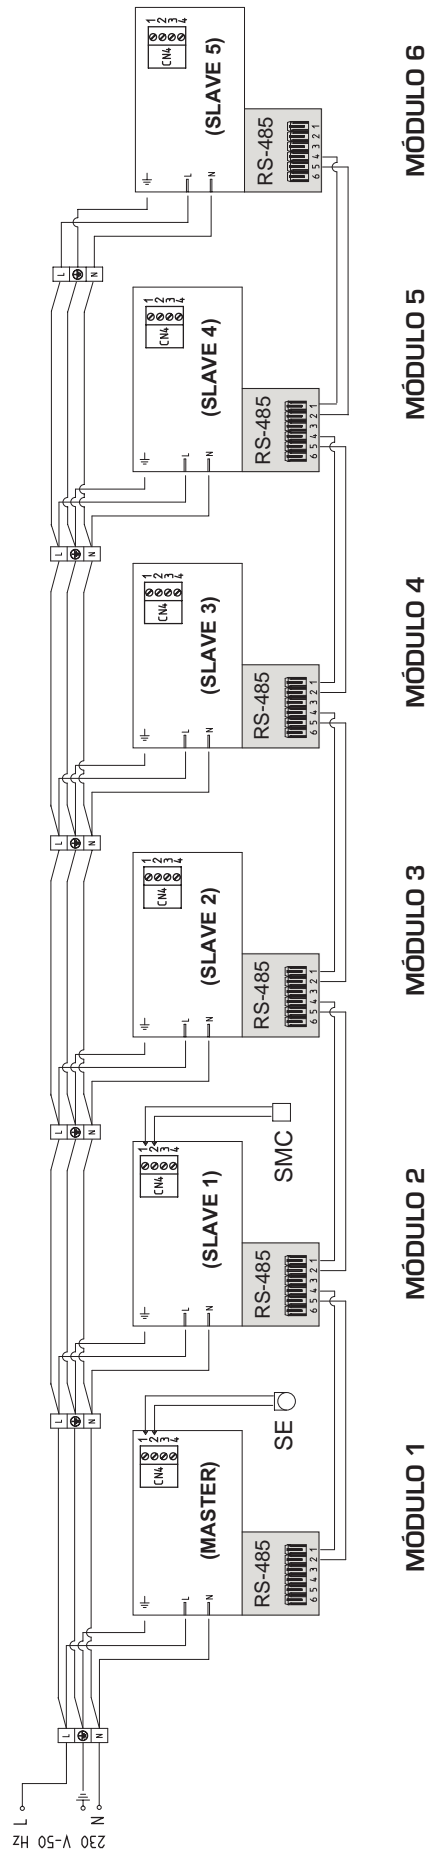 230 V-50 Hz
L
N
L
N
L
N
CN4
1
2
3
4
(MASTER)
RS-485
6 5 4 3 2 1
SE
MÓDULO 1
L
N
L
N
CN4
1
2
3
4
(SLAVE 1)
RS-485
6 5 4 3 2 1
SMC
MÓDULO 2
L
N
L
N
CN4
1
2
3
4
(SLAVE 2)
RS-485
6 5 4 3 2 1
MÓDULO 3
L
N
L
N
CN4
1
2
3
4
(SLAVE 3)
RS-485
6 5 4 3 2 1
MÓDULO 4
L
N
L
N
CN4
1
2
3
4
(SLAVE 4)
RS-485
6 5 4 3 2 1
MÓDULO 5
L
N
L
N
CN4
1
2
3
4
(SLAVE 5)
RS-485
6 5 4 3 2 1
MÓDULO 6